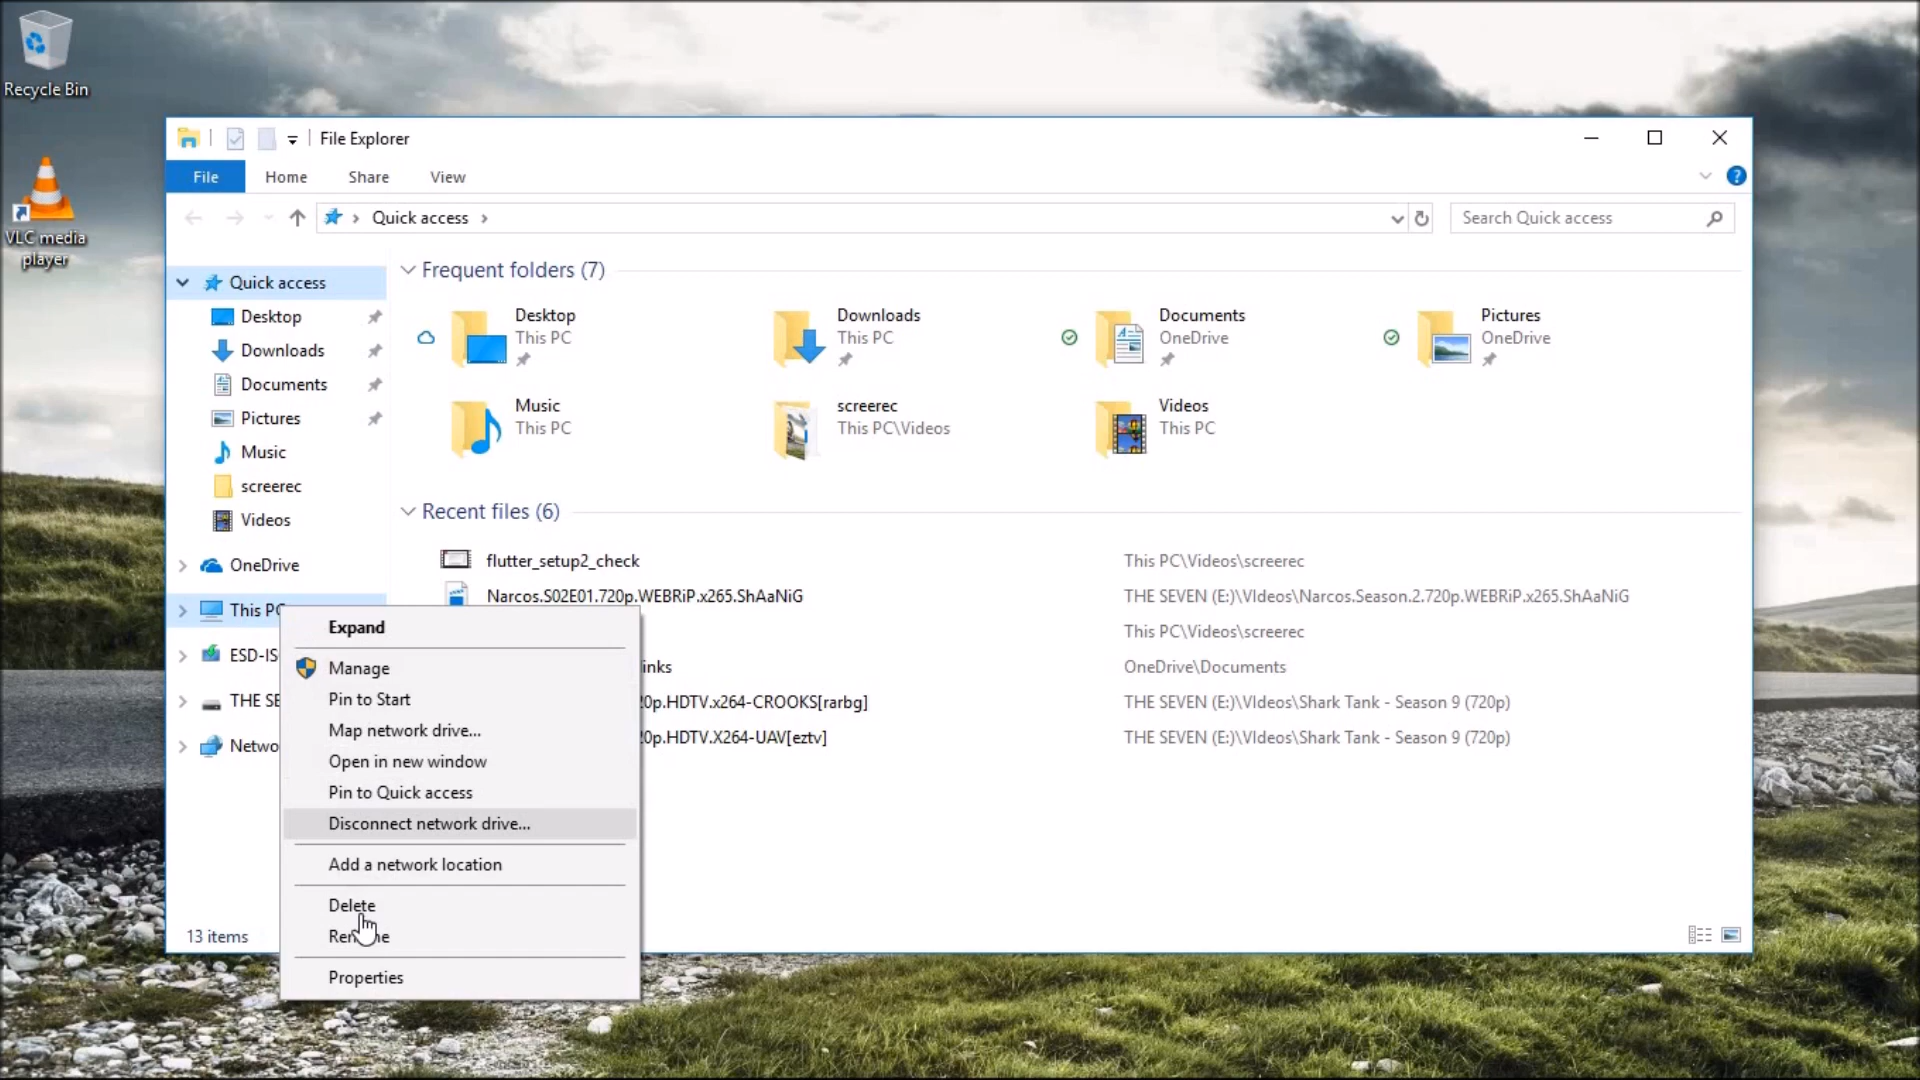 Recycle Bin
VLC media
player
File Explorer
File
Home
Share
View
Quick access
Search Quick access
Quick access
Desktop
Downloads
Documents
Pictures
Music
screerec
Videos
OneDrive
This PC
ESD-IS
THE SE
Netwo
13 items
Frequent folders (7)
Desktop
This PC
Downloads
This PC
Documents
OneDrive
Pictures
OneDrive
Music
This PC
screerec
This PC\Videos
Videos
This PC
Recent files (6)
flutter_setup2_check
This PC\Videos\screerec
Narcos.S02E01.720p.WEBRiP.x265.ShAaNiG
THE SEVEN (E:)\VIdeos\Narcos.Season.2.720p.WEBRiP.x265.ShAaNiG
This PC\Videos\screerec
inks
OneDrive\Documents
0p.HDTV.x264-CROOKS[rarbg]
THE SEVEN (E:)\VIdeos\Shark Tank - Season 9 (720p)
0p.HDTV.X264-UAV[eztv]
THE SEVEN (E:)\VIdeos\Shark Tank - Season 9 (720p)
Expand
Manage
Pin to Start
Map network drive...
Open in new window
Pin to Quick access
Disconnect network drive...
Add a network location
Delete
Rename
Properties